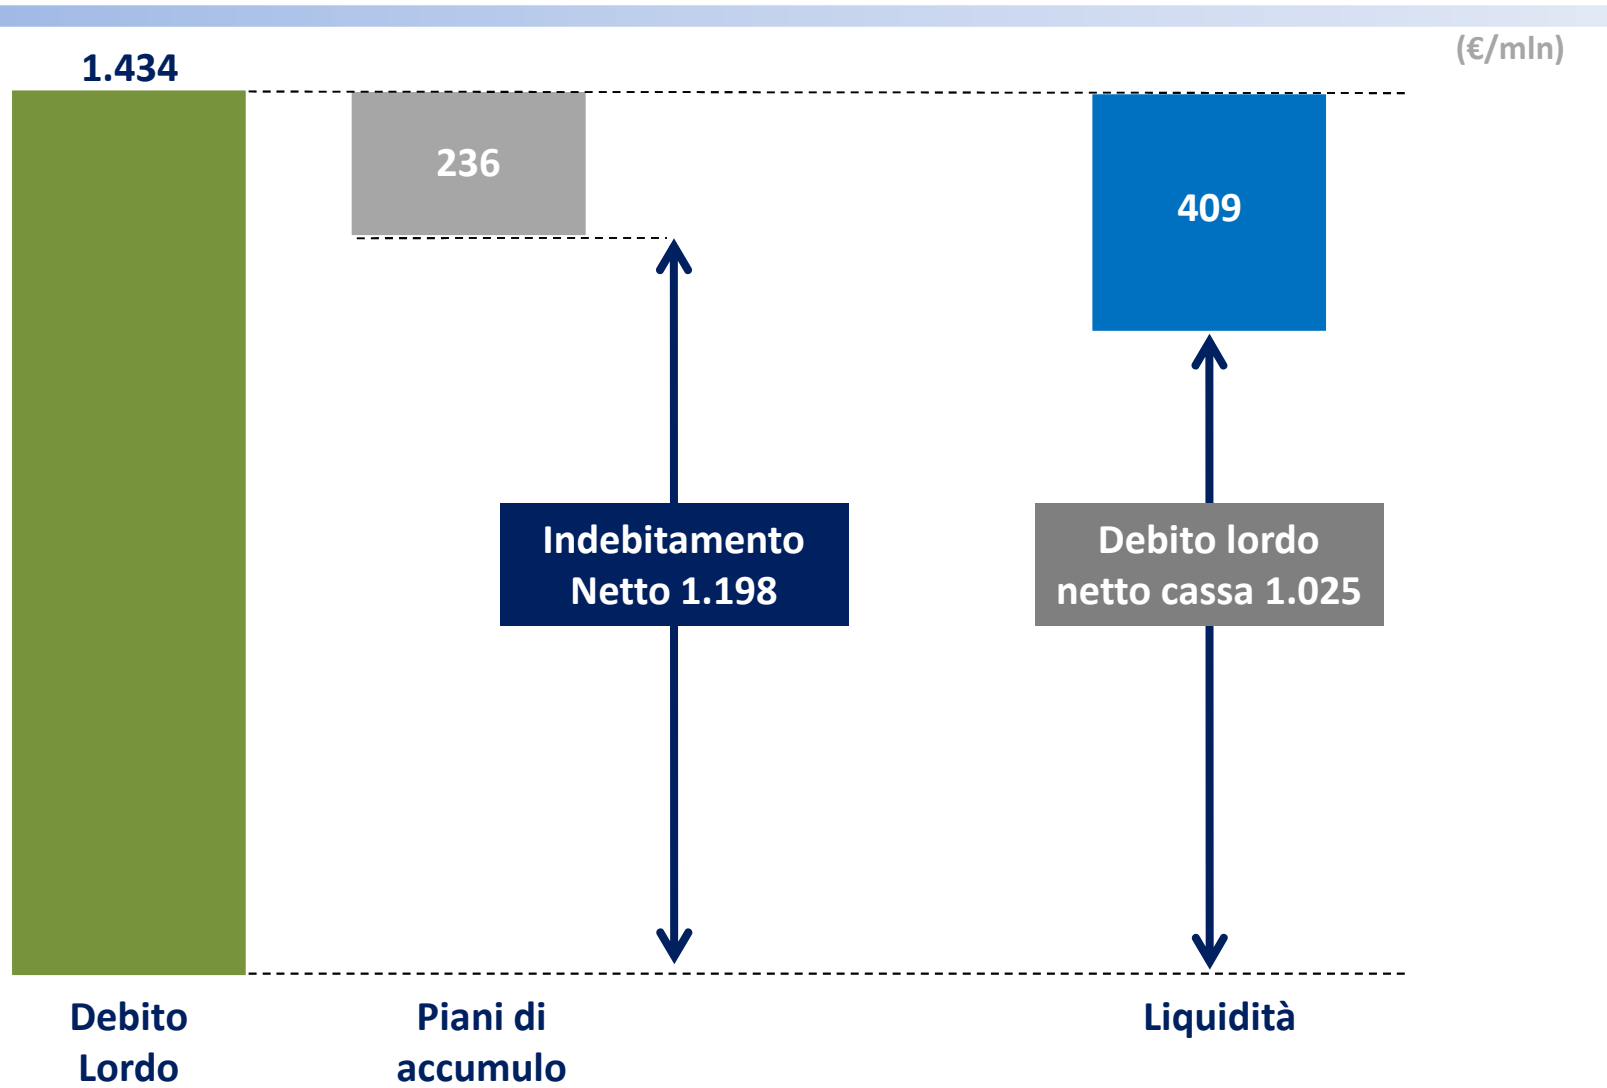 (€/mln)
1.434
236
409
Indebitamento
Netto 1.198
Debito lordo
netto cassa 1.025
Debito
Lordo
Piani di
accumulo
Liquidità